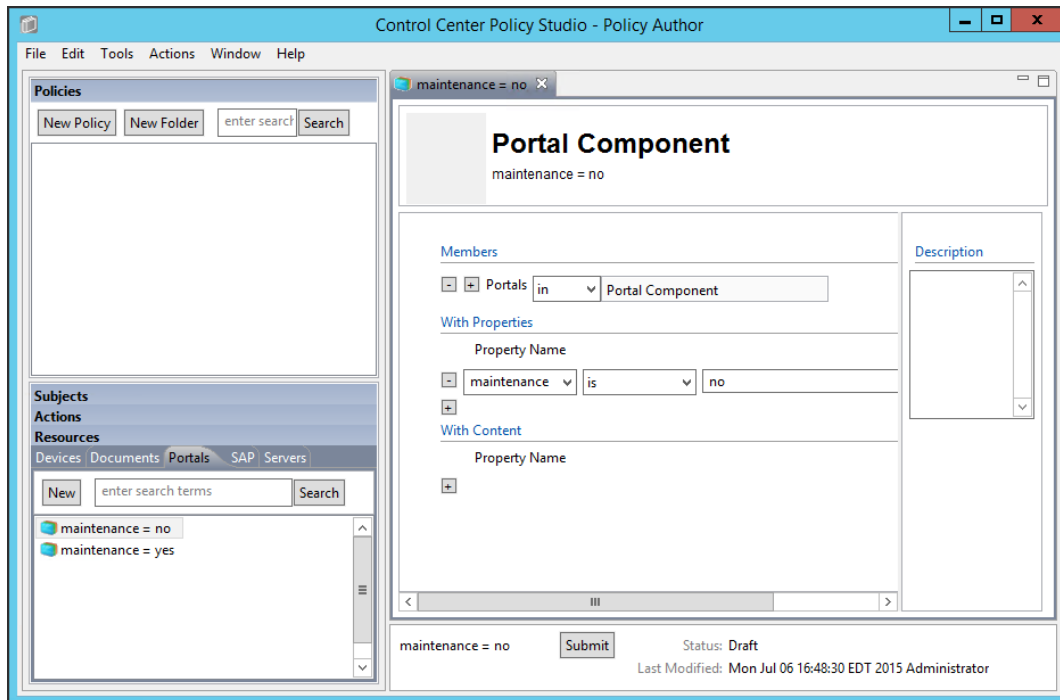 Control Center Policy Studio - Policy Author
File Edit Tools Actions Window Help
Policies
New Policy New Folder enter search Search
Subjects
Actions
Resources
Devices Documents Portals SAP Servers
New enter search terms Search
maintenance = no
maintenance = yes
maintenance = no
Portal Component
maintenance = no
Members
- + Portals in Portal Component
With Properties
Property Name
- maintenance is no
+
With Content
Property Name
+
Description
maintenance = no Submit Status: Draft
Last Modified: Mon Jul 06 16:48:30 EDT 2015 Administrator